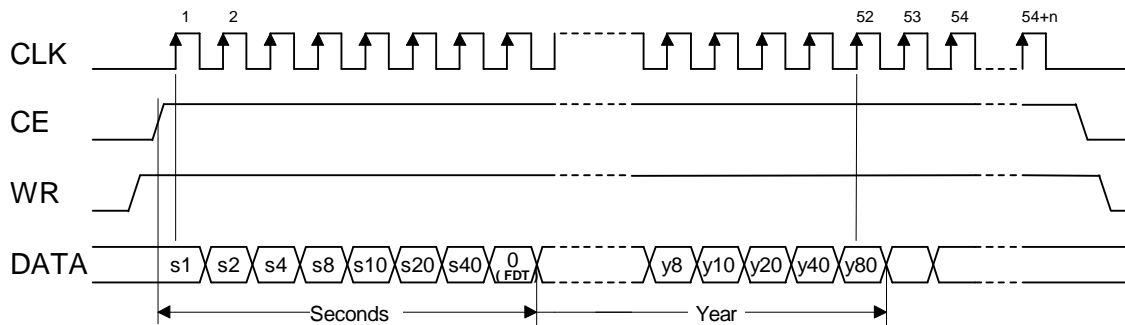 1 2 52 53 54 54+n
CLK
CE
WR
DATA s1 s2 s4 s8 s10 s20 s40 0 y8 y10 y20 y40 y80
( FDT
Seconds Year